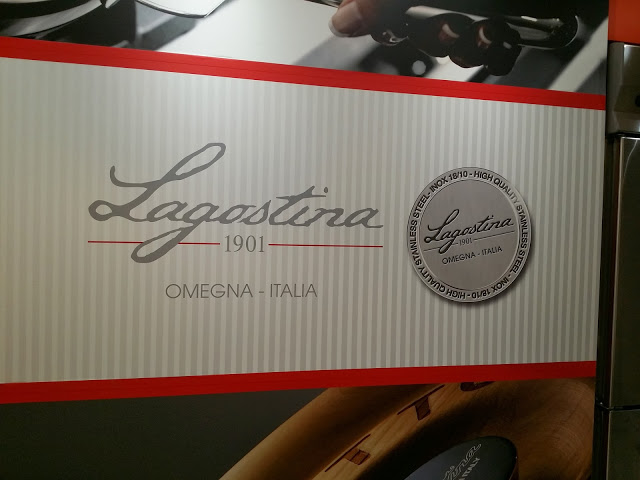 Lagostina
1901
OMEGNA - ITALIA
HIGH QUALITY STAINLESS STEEL - INOX 18/10 - HIGH QUALITY STAINLESS STEEL - INOX 18/10 -
Lagostina
1901
OMEGNA - ITALIA